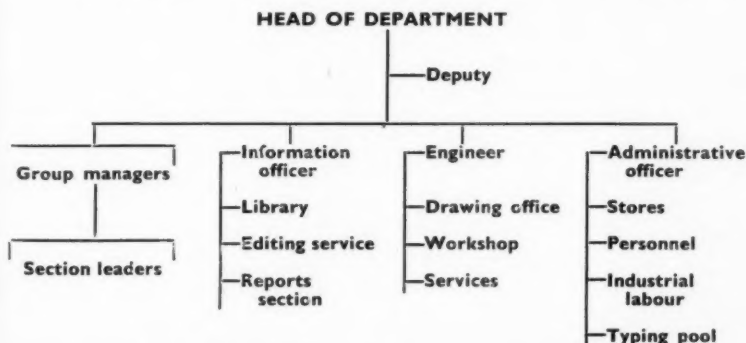 HEAD OF DEPARTMENT
Deputy
Group managers
Section leaders
Information
officer
Library
Editing service
Reports
section
Engineer
Drawing office
Workshop
Services
Administrative
officer
Stores
Personnel
Industrial
labour
Typing pool